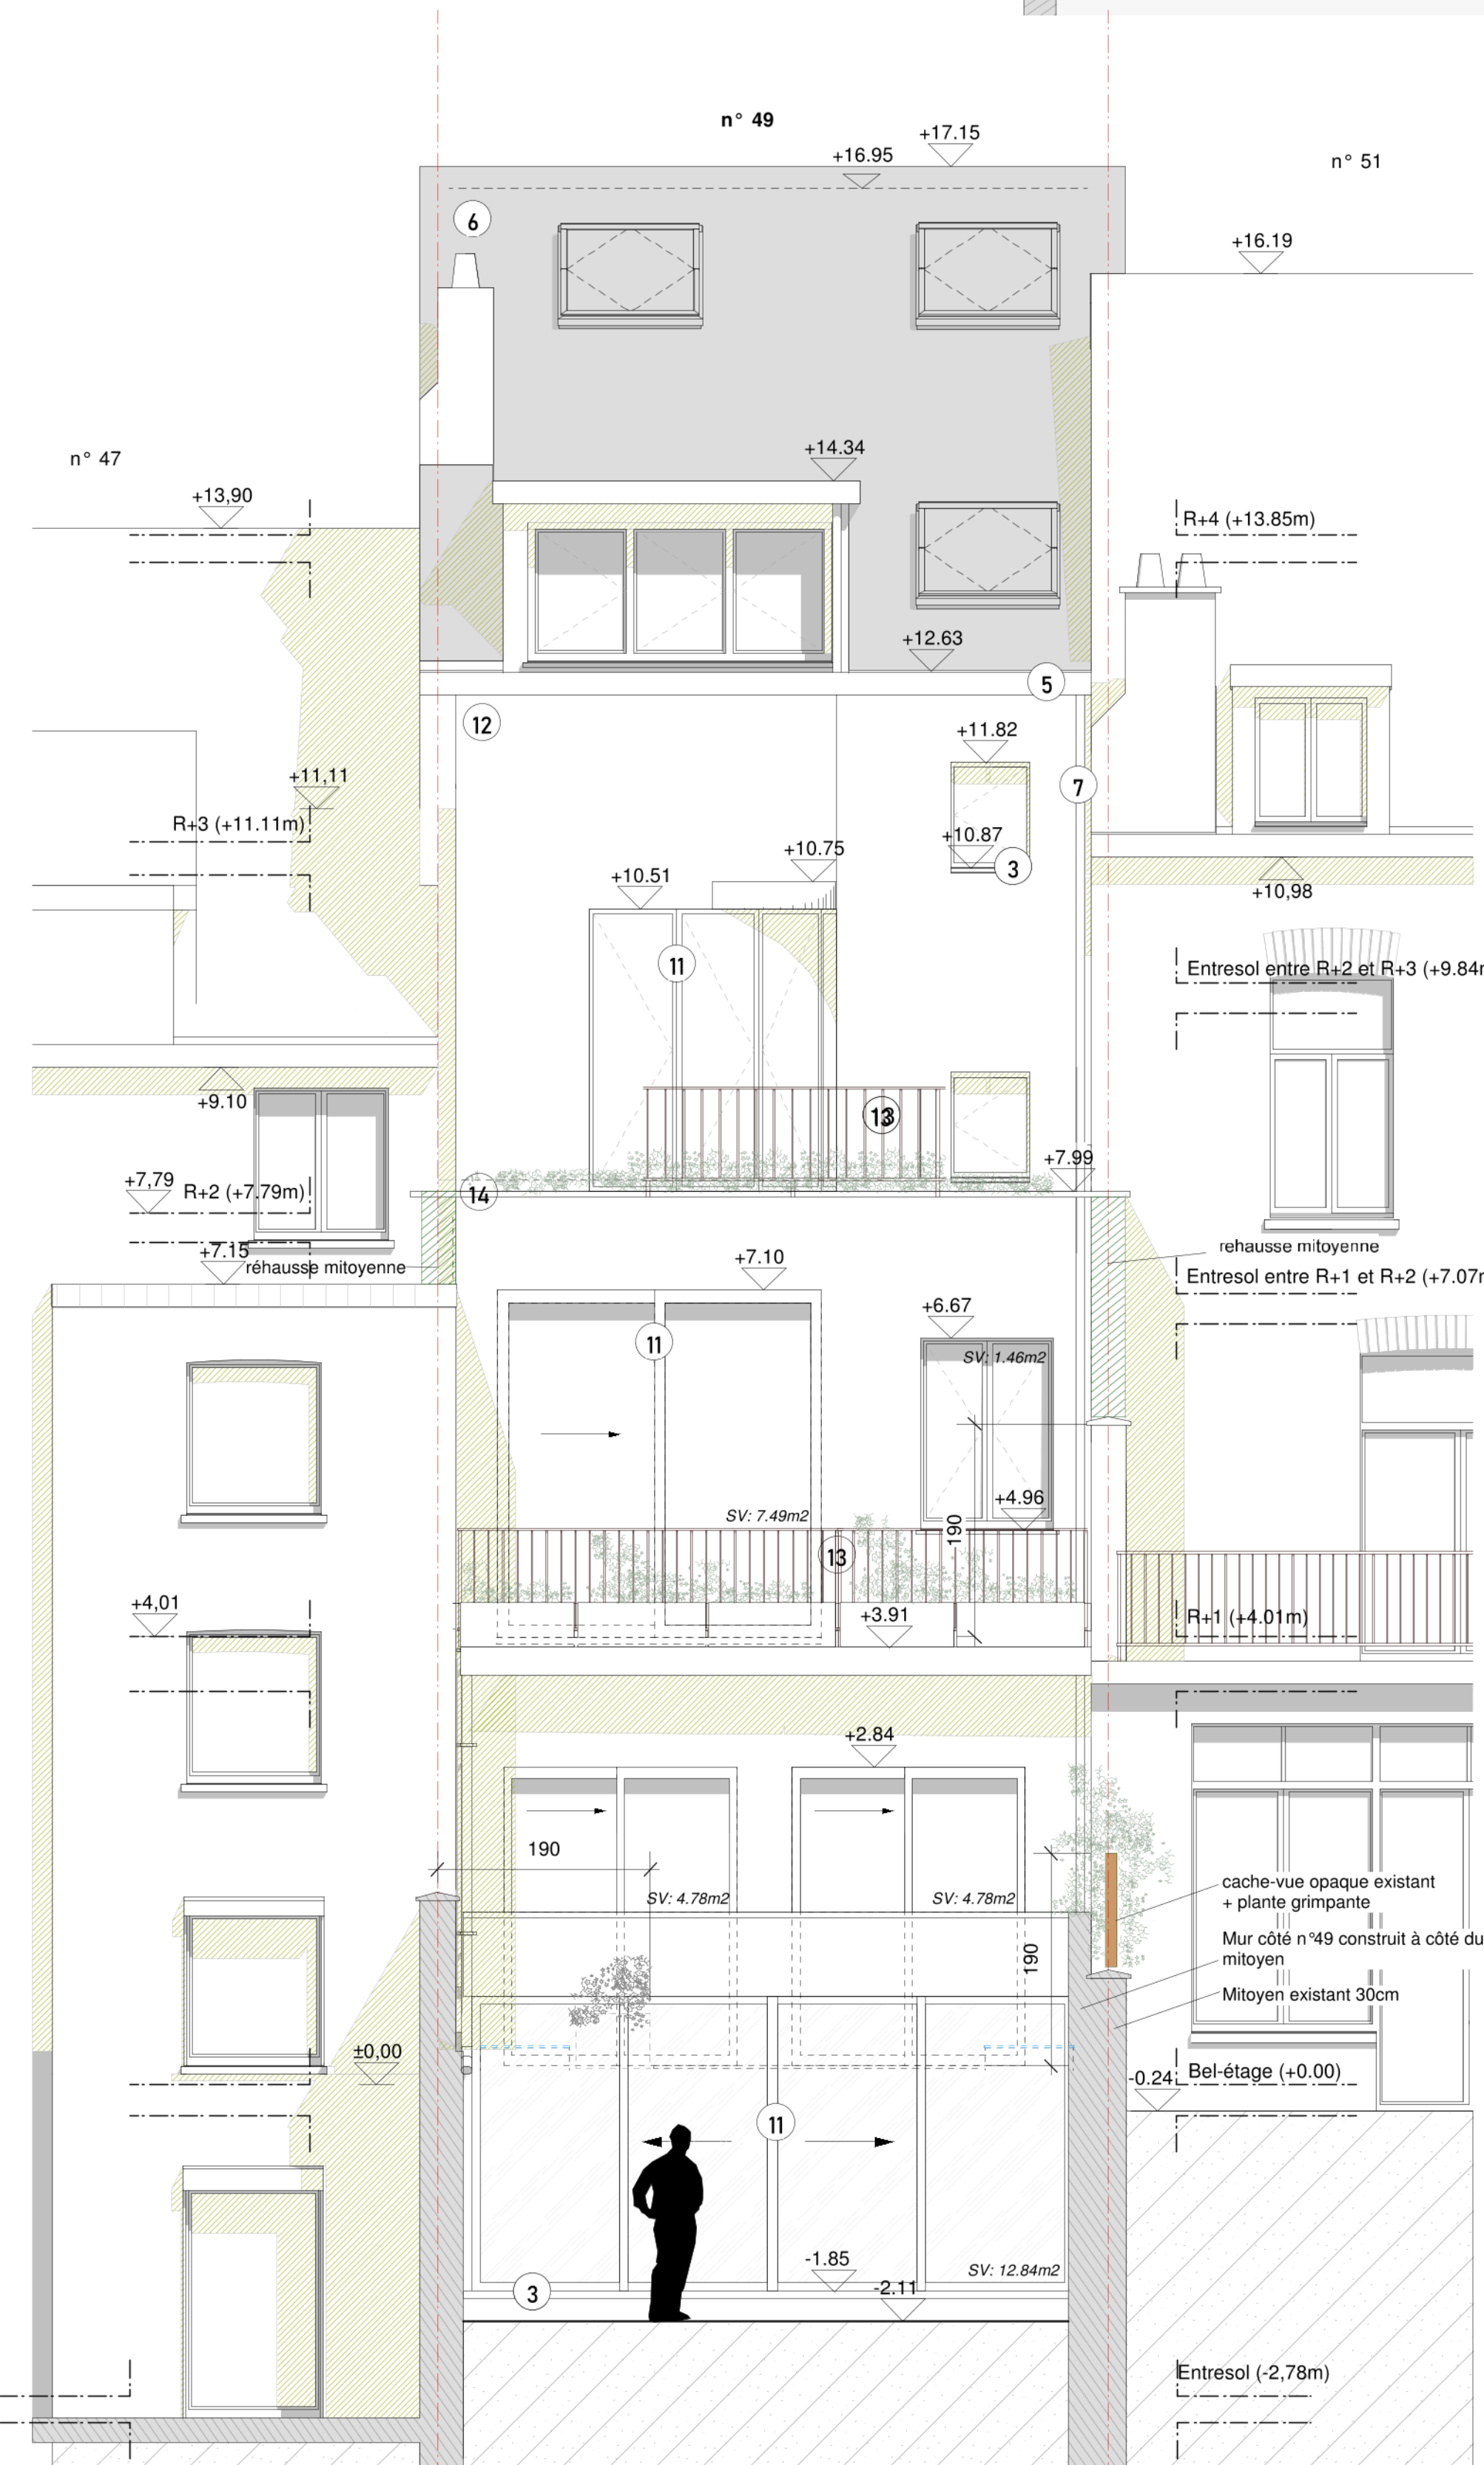 n° 49
+17.15
+16.95
n° 51
6
+16.19
+14.34
n° 47
+13,90
R+4 (+13.85m)
+12.63
5
12
+11.82
+11,11
7
R+3 (+11.11m)
+10.87
+10.75
3
+10.51
+10,98
11
Entresol entre R+2 et R+3 (+9.84
+9.10
13
+7.99
+7,79
R+2 (+7.79m)
14
+7.15
réhausse mitoyenne
rehausse mitoyenne
+7.10
Entresol entre R+1 et R+2 (+7.07
+6.67
11
SV: 1.46m2
+4.96
SV: 7.49m2
190
13
+4,01
+3.91
R+1 (+4.01m)
+2.84
190
SV: 4.78m2
SV: 4.78m2
cache-vue opaque existant
+ plante grimpante
Mur côté n°49 construit à côté du
mitoyen
190
Mitoyen existant 30cm
±0,00
-0.24
Bel-étage (+0.00)
11
-1.85
SV: 12.84m2
3
-2.11
Entresol (-2,78m)